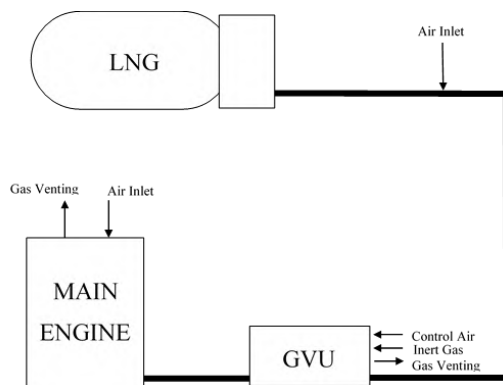 Air Inlet
LNG
Gas Venting
Air Inlet
MAIN
ENGINE
GVU
Control Air
Inert Gas
Gas Venting